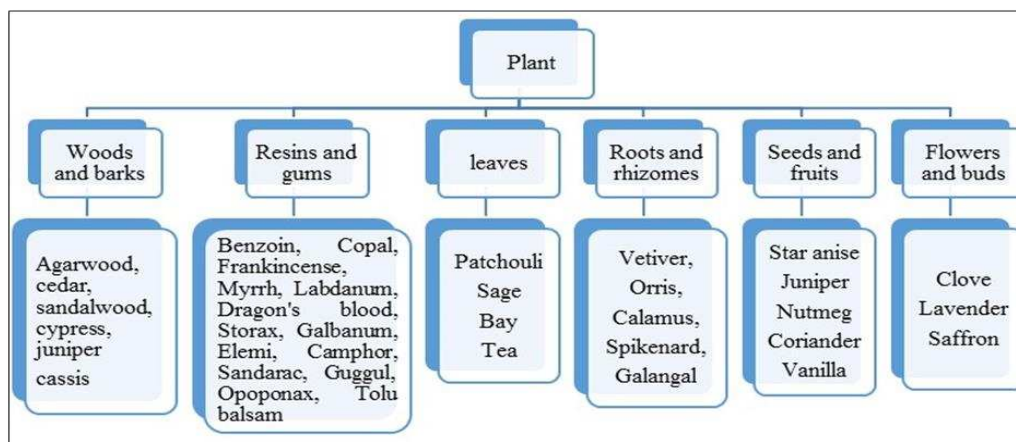 Plant
Woods
and barks
Resins and
gums
leaves
Roots and
rhizomes
Seeds and
fruits
Flowers
and buds
Agarwood,
cedar,
sandalwood,
cypress,
juniper
cassis
Benzoin, Copal,
Frankincense,
Myrrh, Labdanum,
Dragon's blood,
Storax, Galbanum,
Elemi, Camphor,
Sandarac, Guggul,
Opoponax, Tolu
balsam
Patchouli
Sage
Bay
Tea
Vetiver,
Orris,
Calamus,
Spikenard,
Galangal
Star anise
Juniper
Nutmeg
Coriander
Vanilla
Clove
Lavender
Saffron